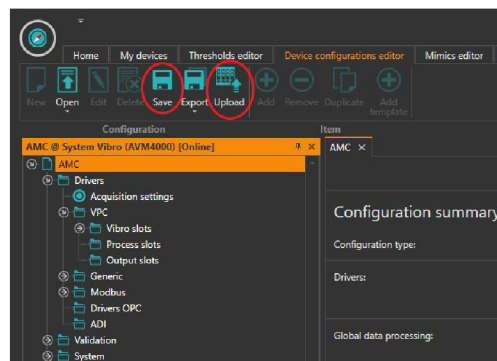 Home My devices Thresholds editor Device configurations editor Mimics editor
New Open Edit Delete Save Export Upload Add Remove Duplicate Add template
Configuration Item
AMC @ System Vibro (AVM4000) [Online] AMC
AMC
Drivers
Acquisition settings
VPC
Vibro slots
Process slots
Output slots
Generic
Modbus
Drivers OPC
ADI
Validation
System
Configuration summary
Configuration type:
Drivers:
Global data processing: